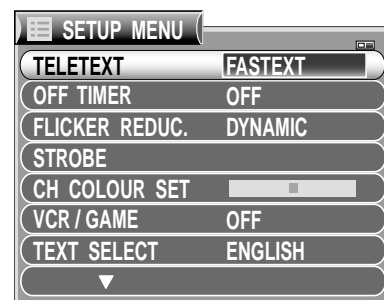 SETUP MENU
TELETEXT FASTEXT
OFF TIMER OFF
FLICKER REDUC. DYNAMIC
STROBE
CH COLOUR SET
VCR / GAME OFF
TEXT SELECT ENGLISH